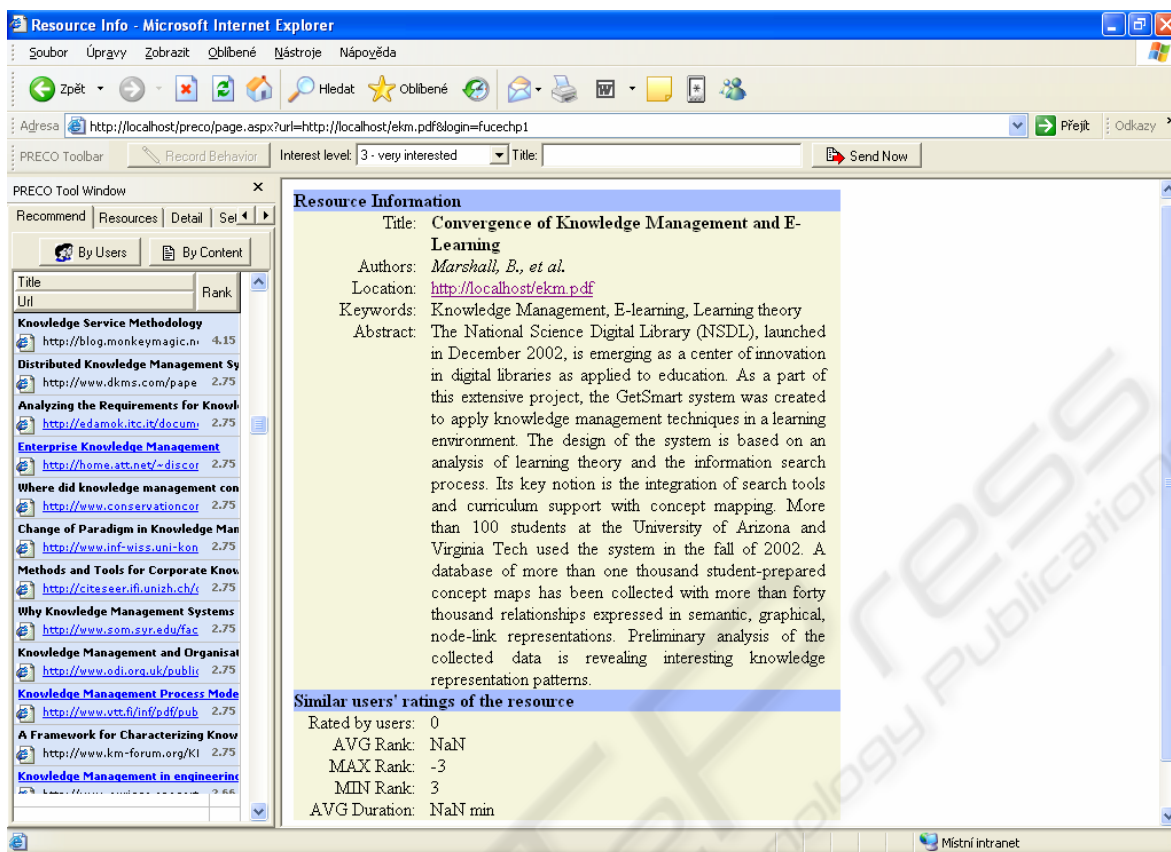 Resource Info - Microsoft Internet Explorer
Soubor Úpravy Zobrazit Oblíbené Nástroje Nápověda
Zpět Hledat Oblíbené
Adresa http://localhost/preco/page.aspx?url=http://localhost/ekm.pdf&login=fucechp1 Přejít Odkazy
PRECO Toolbar Record Behavior Interest level: 3 - very interested Title: Send Now
PRECO Tool Window x
Recommend Resources Detail Sel
By Users By Content
Title
Url
Rank
Knowledge Service Methodology
http://blog.monkeymagic.n 4.15
Distributed Knowledge Management Sy
http://www.dkms.com/pape 2.75
Analyzing the Requirements for Knowl
http://edamok.itc.it/docum 2.75
Enterprise Knowledge Management
http://home.att.net/~discor 2.75
Where did knowledge management con
http://www.conservationcor 2.75
Change of Paradigm in Knowledge Man
http://www.inf-wiss.uni-kon 2.75
Methods and Tools for Corporate Know
http://citeseer.ifi.unizh.ch/c 2.75
Why Knowledge Management Systems
http://www.som.syr.edu/fac 2.75
Knowledge Management and Organisat
http://www.odi.org.uk/public 2.75
Knowledge Management Process Mode
http://www.vtt.fi/inf/pdf/pub 2.75
A Framework for Characterizing Know
http://www.km-forum.org/KI 2.75
Knowledge Management in engineering
2.66
Resource Information
Title: Convergence of Knowledge Management and E-
Learning
Authors: Marshall, B., et al.
Location: http://localhost/ekm.pdf
Keywords: Knowledge Management, E-learning, Learning theory
Abstract: The National Science Digital Library (NSDL), launched
in December 2002, is emerging as a center of innovation
in digital libraries as applied to education. As a part of
this extensive project, the GetSmart system was created
to apply knowledge management techniques in a learning
environment. The design of the system is based on an
analysis of learning theory and the information search
process. Its key notion is the integration of search tools
and curriculum support with concept mapping. More
than 100 students at the University of Arizona and
Virginia Tech used the system in the fall of 2002. A
database of more than one thousand student-prepared
concept maps has been collected with more than forty
thousand relationships expressed in semantic, graphical,
node-link representations. Preliminary analysis of the
collected data is revealing interesting knowledge
representation patterns.
Similar users' ratings of the resource
Rated by users: 0
AVG Rank: NaN
MAX Rank: -3
MIN Rank: 3
AVG Duration: NaN min
Místní intranet